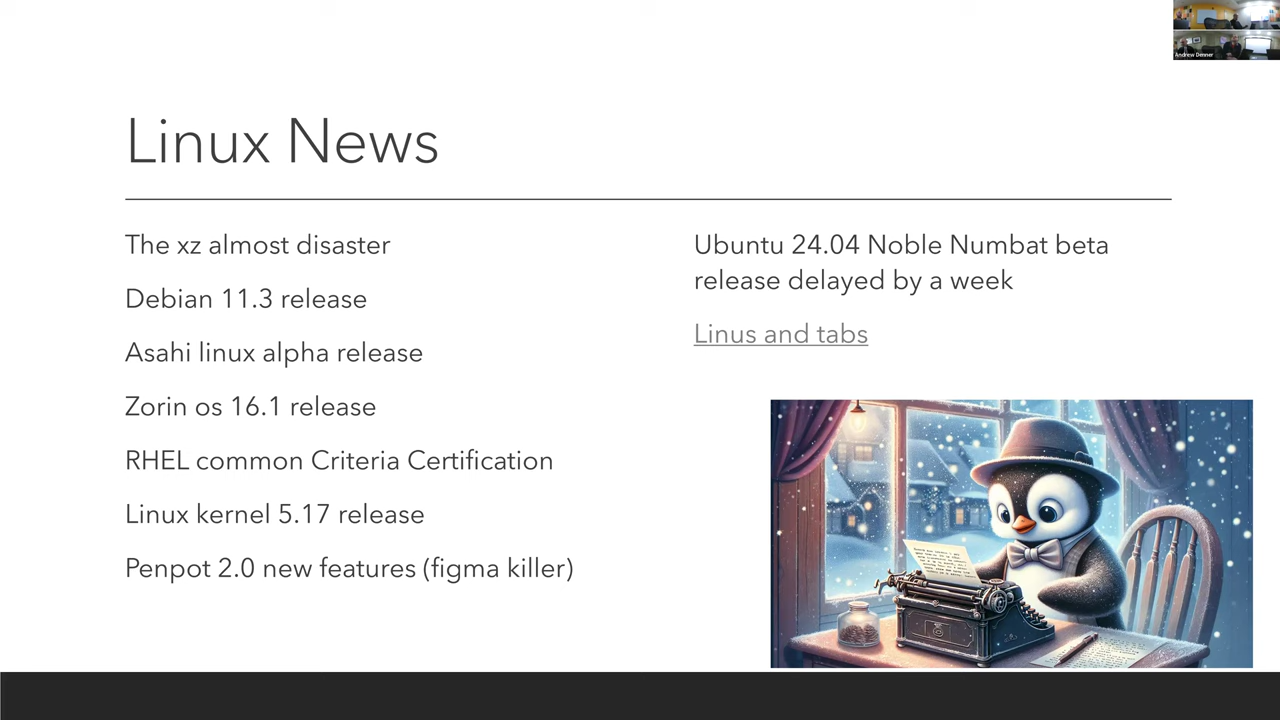 Andrew Denner
Linux News
The xz almost disaster
Debian 11.3 release
Asahi linux alpha release
Zorin os 16.1 release
RHEL common Criteria Certification
Linux kernel 5.17 release
Penpot 2.0 new features (figma killer)
Ubuntu 24.04 Noble Numbat beta
release delayed by a week
Linus and tabs